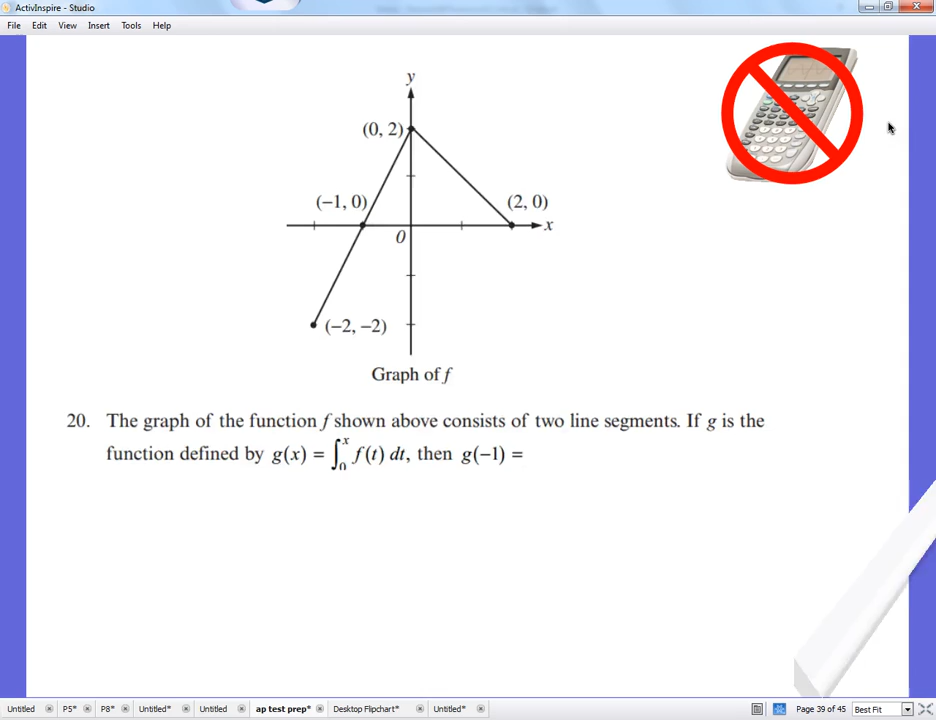 ActivInspire - Studio
File Edit View Insert Tools Help
y
(0, 2)
(−1, 0)
(2, 0)
x
0
(−2, −2)
Graph of f
20. The graph of the function f shown above consists of two line segments. If g is the
function defined by g(x) = ∫₀ˣ f(t) dt, then g(−1) =
Untitled P5* P8* Untitled* Untitled ap test prep* Desktop Flipchart* Untitled* Page 39 of 45 Best Fit